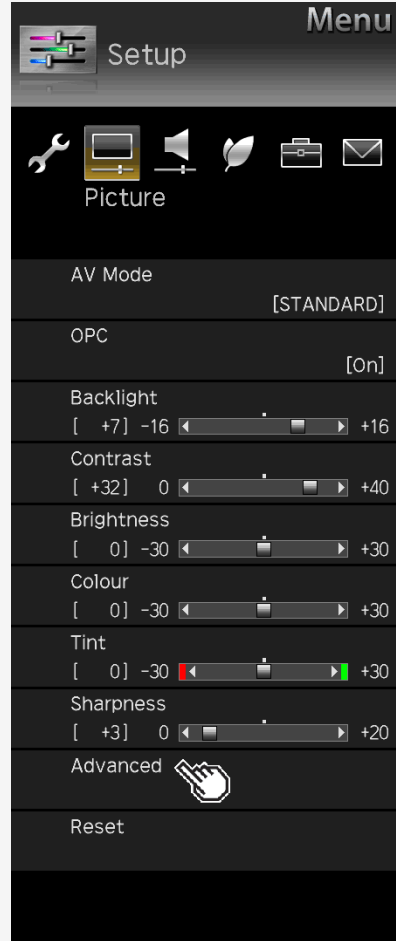 Menu
Setup
Picture
AV Mode
[STANDARD]
OPC
[On]
Backlight
[ +7] -16 +16
Contrast
[ +32] 0 +40
Brightness
[ 0] -30 +30
Colour
[ 0] -30 +30
Tint
[ 0] -30 +30
Sharpness
[ +3] 0 +20
Advanced
Reset